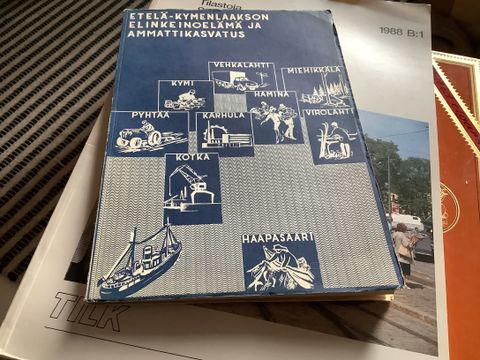 Tilastoja
1988 B:1
ETELÄ-KYMENLAAKSON
ELINKEINOELÄMÄ JA
AMMATTIKASVATUS
VEHKALAHTI
MIEHIKKÄLÄ
KYMI
HAMINA
PYHTÄÄ
KARHULA
VIROLAHTI
KOTKA
HAAPASAARI
TILK